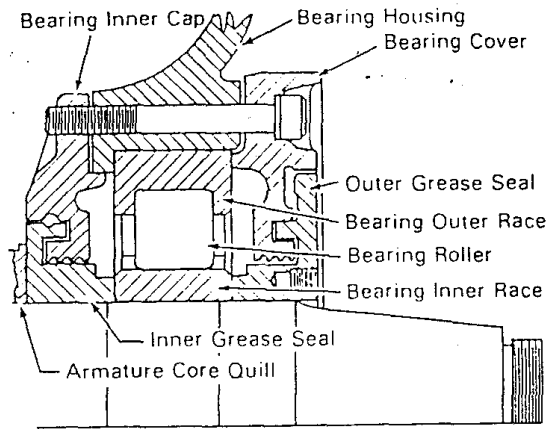 Bearing Inner Cap
Bearing Housing
Bearing Cover
Outer Grease Seal
Bearing Outer Race
Bearing Roller
Bearing Inner Race
Inner Grease Seal
Armature Core Quill